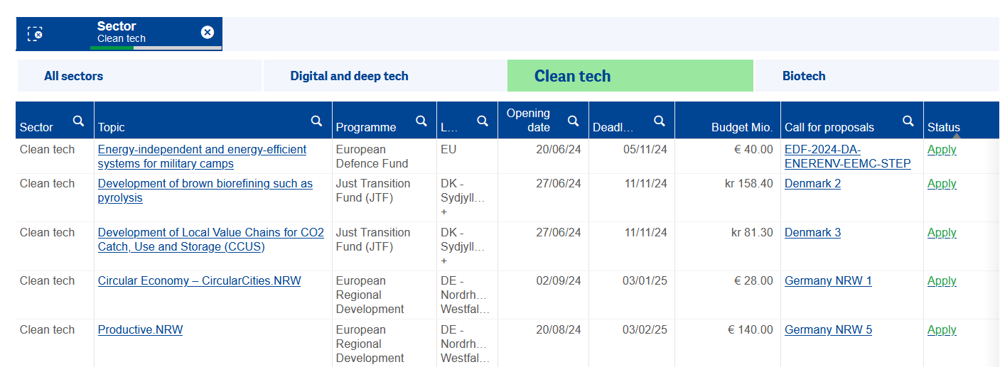 Sector
Clean tech
All sectors
Digital and deep tech
Clean tech
Biotech
Sector
Topic
Programme
L...
Opening
date
Deadl...
Budget Mio.
Call for proposals
Status
Clean tech
Energy-independent and energy-efficient
systems for military camps
European
Defence Fund
EU
20/06/24
05/11/24
€ 40.00
EDF-2024-DA-
ENERENV-EEMC-STEP
Apply
Clean tech
Development of brown biorefining such as
pyrolysis
Just Transition
Fund (JTF)
DK -
Sydjyll...
+
27/06/24
11/11/24
kr 158.40
Denmark 2
Apply
Clean tech
Development of Local Value Chains for CO2
Catch, Use and Storage (CCUS)
Just Transition
Fund (JTF)
DK -
Sydjyll...
+
27/06/24
11/11/24
kr 81.30
Denmark 3
Apply
Clean tech
Circular Economy – CircularCities.NRW
European
Regional
Development
DE -
Nordrh...
Westfal...
02/09/24
03/01/25
€ 28.00
Germany NRW 1
Apply
Clean tech
Productive.NRW
European
Regional
Development
DE -
Nordrh...
Westfal...
20/08/24
03/02/25
€ 140.00
Germany NRW 5
Apply